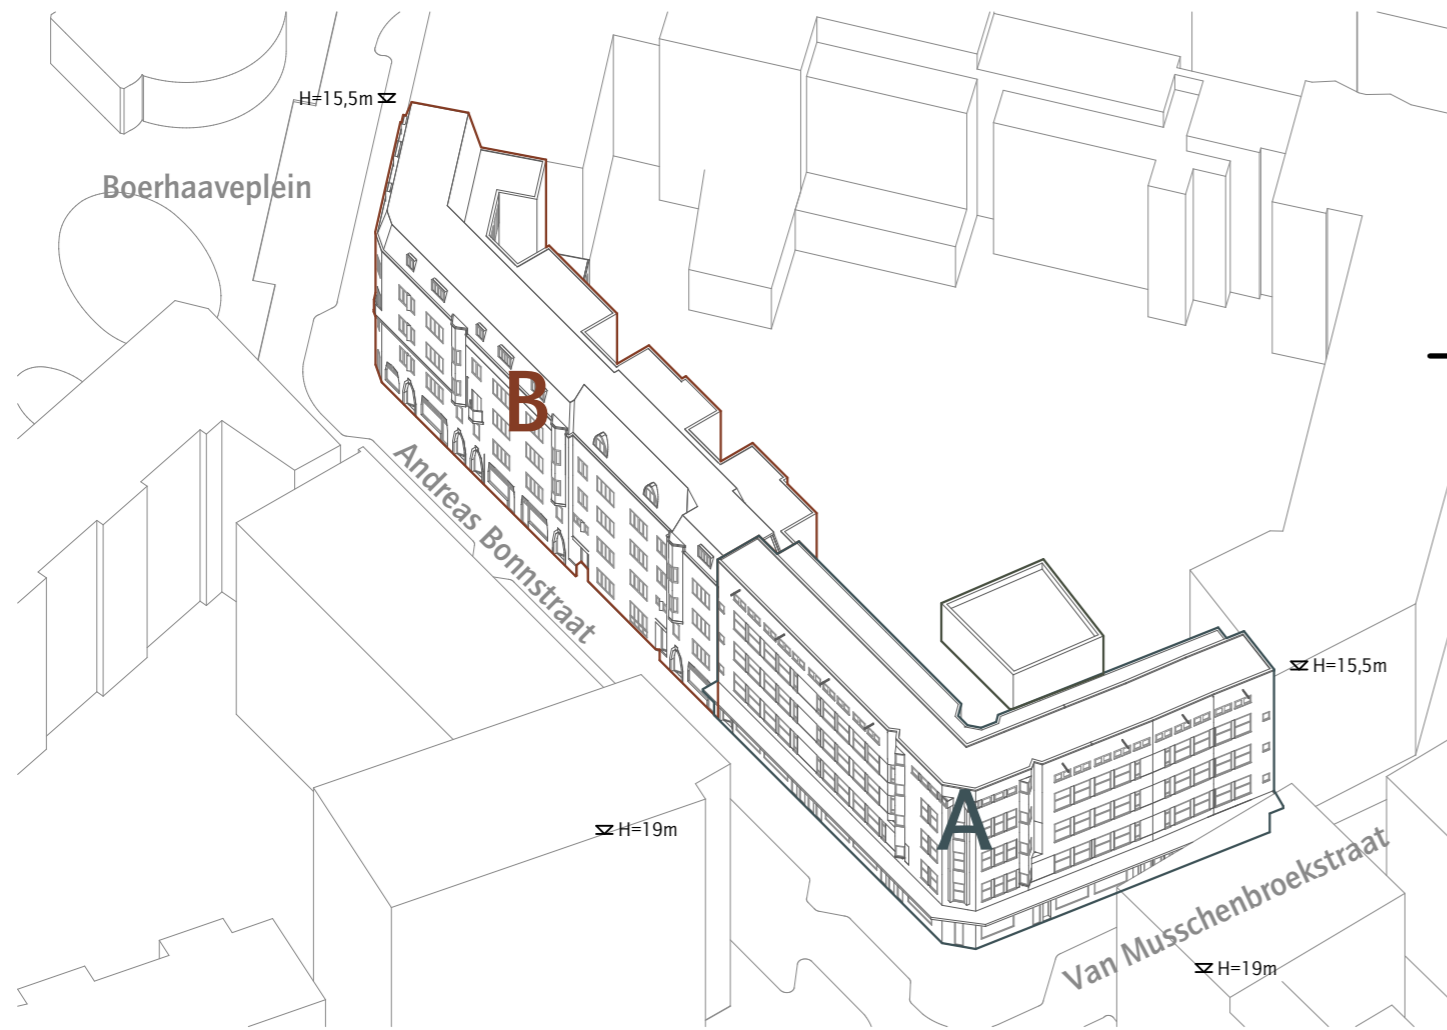 H=15,5m
Boerhaaveplein
B
Andreas Bonnstraat
H=15,5m
H=19m
A
Van Musschenbroekstraat
H=19m